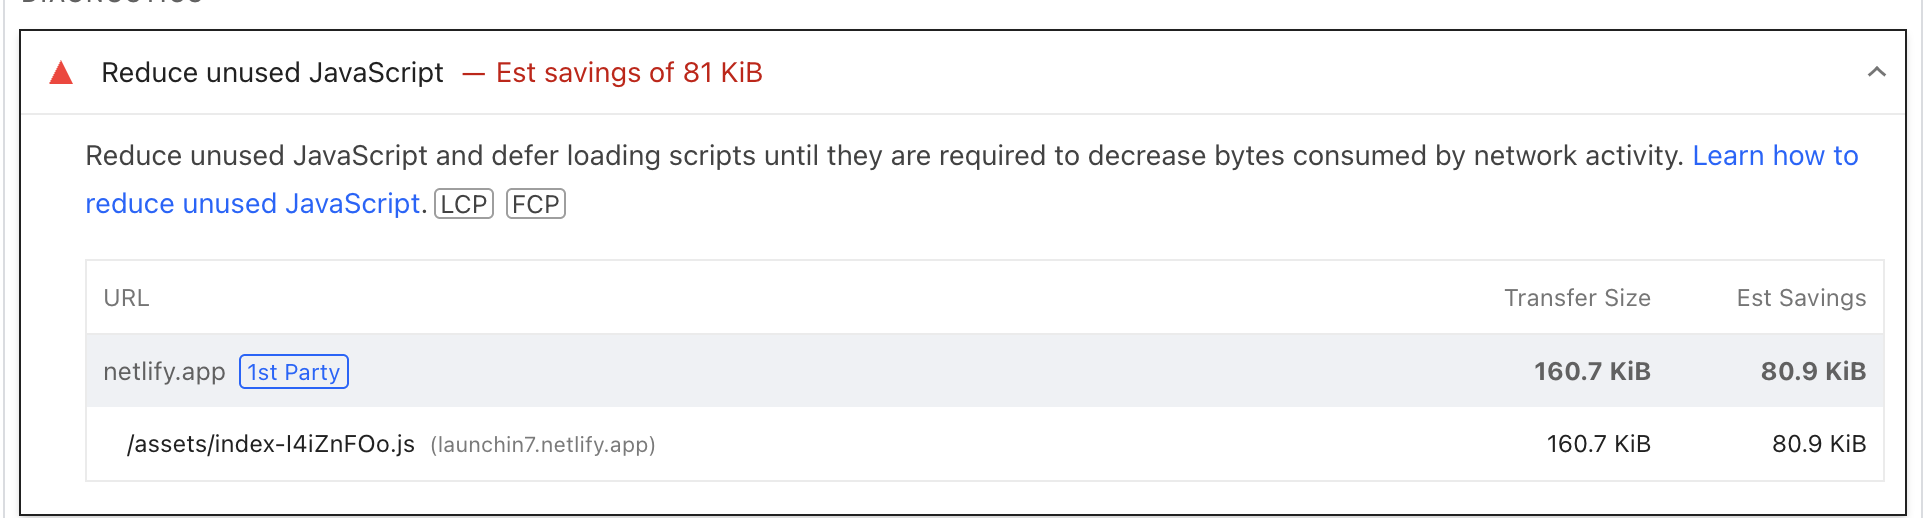 Reduce unused JavaScript — Est savings of 81 KiB
Reduce unused JavaScript and defer loading scripts until they are required to decrease bytes consumed by network activity. Learn how to
reduce unused JavaScript. LCP FCP
URL Transfer Size Est Savings
netlify.app 1st Party 160.7 KiB 80.9 KiB
/assets/index-I4iZnFOo.js (launchin7.netlify.app) 160.7 KiB 80.9 KiB